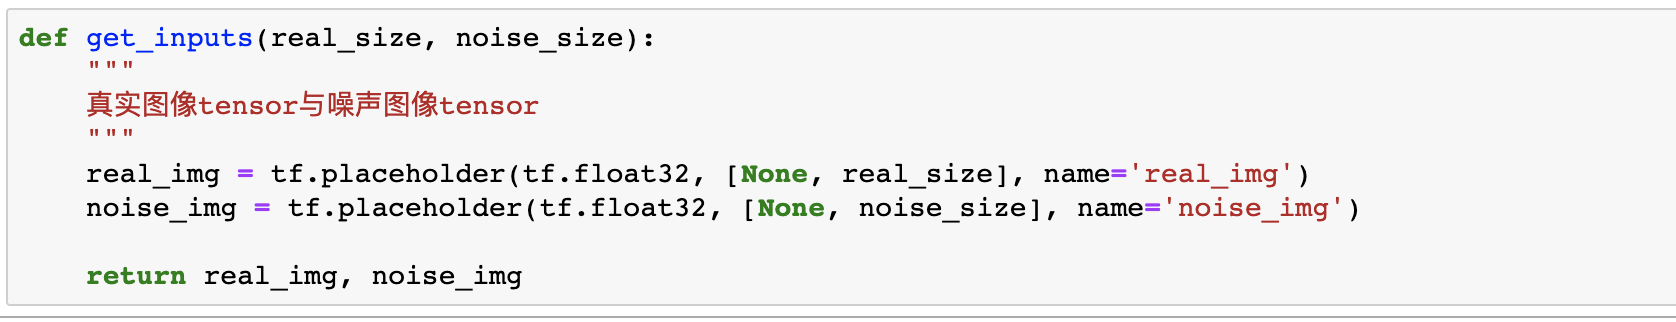 def get_inputs(real_size, noise_size):
    """
    真实图像tensor与噪声图像tensor
    """
    real_img = tf.placeholder(tf.float32, [None, real_size], name='real_img')
    noise_img = tf.placeholder(tf.float32, [None, noise_size], name='noise_img')
    return real_img, noise_img